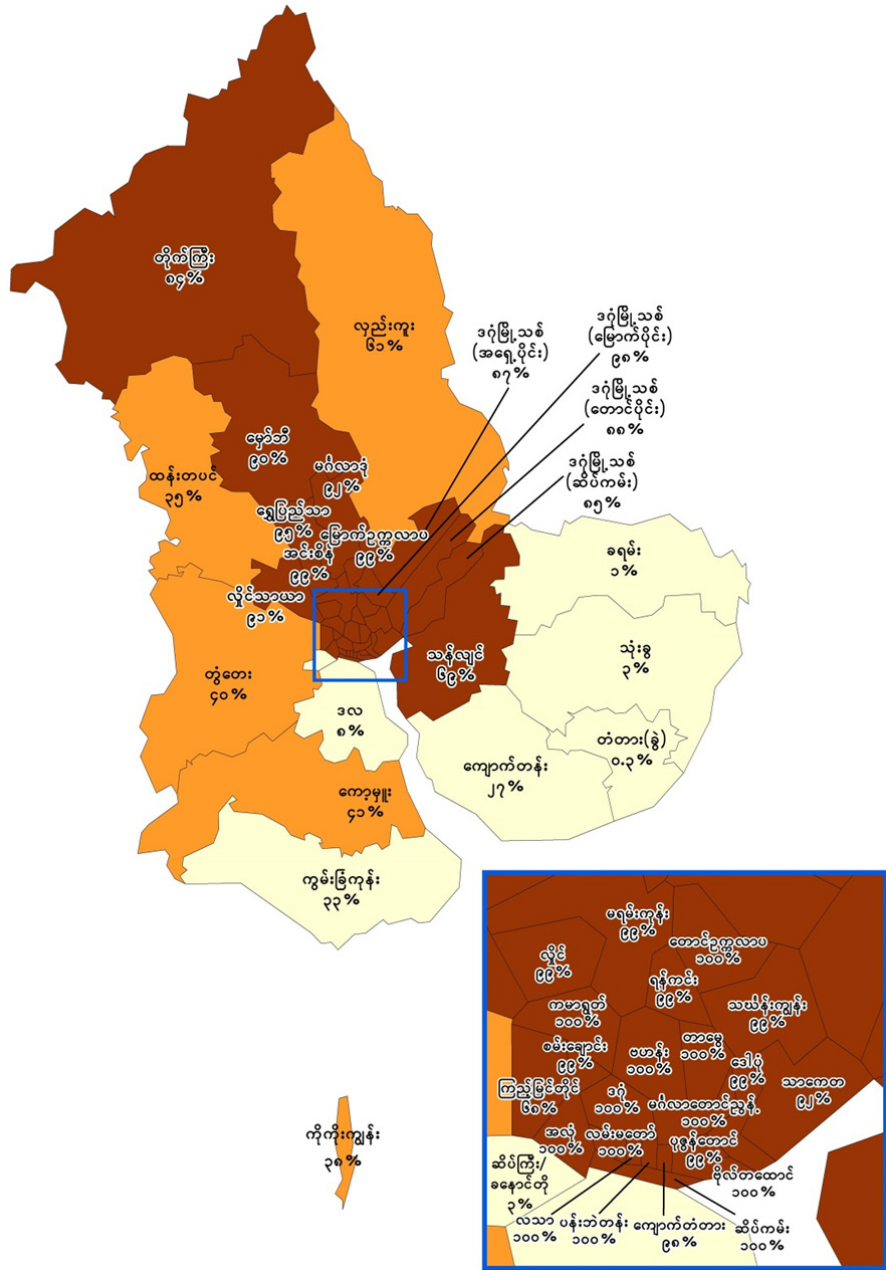 တိုက်ကြီး
၈၄%
လှည်းကူး
၆၁%
ဒဂုံမြို့သစ်
(အရှေ့ပိုင်း)
၈၇%
ဒဂုံမြို့သစ်
(မြောက်ပိုင်း)
၉၈%
ဒဂုံမြို့သစ်
(တောင်ပိုင်း)
၈၈%
ဒဂုံမြို့သစ်
(ဆိပ်ကမ်း)
၈၅%
မှော်ဘီ
၉၀%
မင်္ဂလာဒုံ
၉၂%
ထန်းတပင်
၃၅%
ရွှေပြည်သာ
၉၅%
မြောက်ဥက္ကလာပ
၉၉%
အင်းစိန်
၉၉%
လှိုင်သာယာ
၉၁%
ခရမ်း
၁%
သုံးခွ
၃%
သန်လျင်
၆၉%
တွံတေး
၄၀%
ဒလ
၈%
တံတား(ခွဲ)
၀.၃%
ကျောက်တန်း
၂၇%
ကော့မှူး
၄၁%
ကွမ်းခြံကုန်း
၃၃%
ကိုကိုးကျွန်း
၃၈%
မရမ်းကုန်း
၉၉%
တောင်ဥက္ကလာပ
၁၀၀%
လှိုင်
၉၉%
ရန်ကင်း
၉၉%
ကမာရွတ်
၁၀၀%
သင်္ဃန်းကျွန်း
၉၉%
တာမွေ
၁၀၀%
စမ်းချောင်း
၉၉%
ဗဟန်း
၁၀၀%
ဒေါပုံ
၉၉%
သာကေတ
၉၂%
ကြည့်မြင်တိုင်
၆၈%
ဒဂုံ
၁၀၀%
မင်္ဂလာတောင်ညွန့်
၁၀၀%
အလုံ
၁၀၀%
လမ်းမတော်
၁၀၀%
ပုဇွန်တောင်
၉၉%
ဗိုလ်တထောင်
၁၀၀%
ဆိပ်ကြီး/
ခနောင်တို
၃%
လသာ
၁၀၀%
ပန်းဘဲတန်း
၁၀၀%
ကျောက်တံတား
၉၈%
ဆိပ်ကမ်း
၁၀၀%